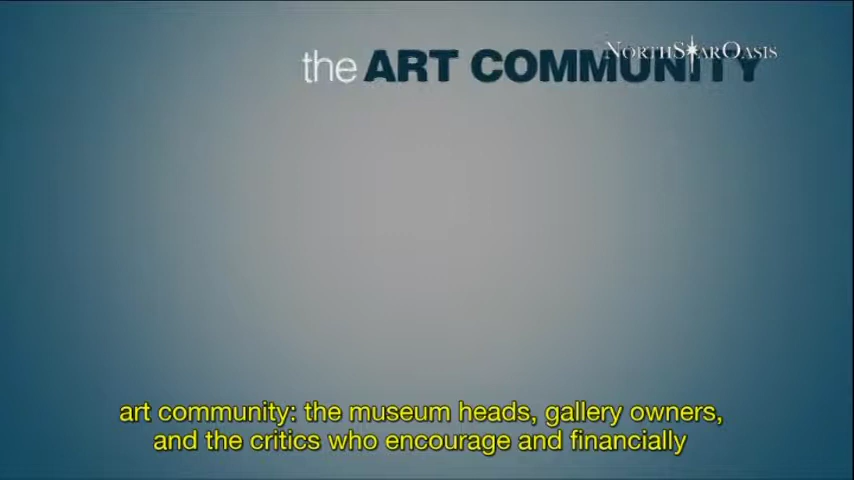 NORTHSTAROASIS
the ART COMMUNITY
art community: the museum heads, gallery owners,
and the critics who encourage and financially